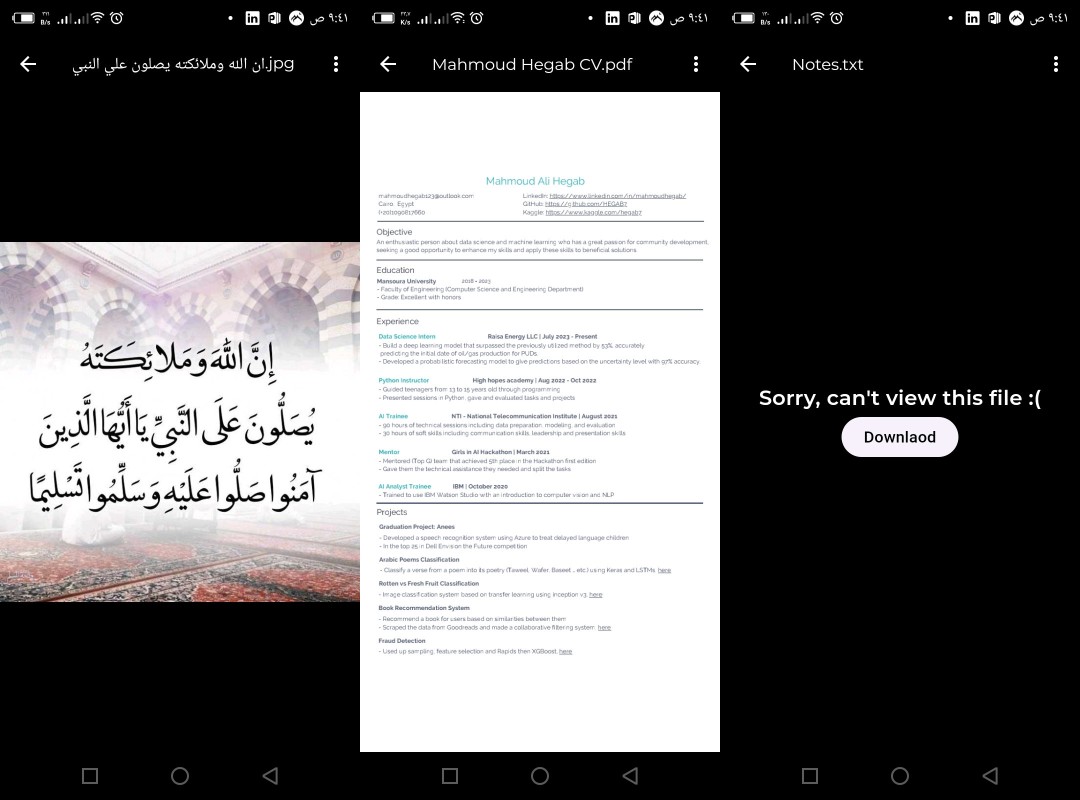 ٩:٤١ ص
ان الله وملائكته يصلون علي النبي.jpg
إِنَّ اللَّهَ وَمَلَائِكَتَهُ
يُصَلُّونَ عَلَى النَّبِيِّ يَا أَيُّهَا الَّذِينَ
آمَنُوا صَلُّوا عَلَيْهِ وَسَلِّمُوا تَسْلِيمًا
٩:٤١ ص
Mahmoud Hegab CV.pdf
Mahmoud Ali Hegab
mahmoudhegab123@outlook.com
Cairo, Egypt
(+20)1090817660
LinkedIn: https://www.linkedin.com/in/mahmoudhegab/
GitHub: https://github.com/HEGAB7
Kaggle: https://www.kaggle.com/hegab7
Objective
An enthusiastic person about data science and machine learning who has a great passion for community development,
seeking a good opportunity to enhance my skills and apply these skills to beneficial solutions.
Education
Mansoura University 2018 - 2023
- Faculty of Engineering (Computer Science and Engineering Department)
- Grade: Excellent with honors
Experience
Data Science Intern Raisa Energy LLC | July 2023 - Present
- Build a deep learning model that surpassed the previously utilized method by 53% accurately
predicting the initial date of oil/gas production for PUDs
- Developed a probabilistic forecasting model to give predictions based on the uncertainty level with 97% accuracy
Python Instructor High hopes academy | Aug 2022 - Oct 2022
- Guided teenagers from 13 to 15 years old through programming
- Presented sessions in Python, gave and evaluated tasks and projects
AI Trainee NTI - National Telecommunication Institute | August 2021
- 90 hours of technical sessions including data preparation, modeling, and evaluation
- 30 hours of soft skills including communication skills, leadership and presentation skills
Mentor Girls in AI Hackathon | March 2021
- Mentored (Top G) team that achieved 5th place in the Hackathon first edition
- Gave them the technical assistance they needed and split the tasks
AI Analyst Trainee IBM | October 2020
- Trained to use IBM Watson Studio with an introduction to computer vision and NLP
Projects
Graduation Project: Anees
- Developed a speech recognition system using Azure to treat delayed language children
- In the top 25 in Dell Envision the Future competition
Arabic Poems Classification
- Classify a verse from a poem into its poetry (Taweel, Wafer, Baseet .. etc.) using Keras and LSTMs. here
Rotten vs Fresh Fruit Classification
- Image classification system based on transfer learning using inception v3. here
Book Recommendation System
- Recommend a book for users based on similarities between them
- Scraped the data from Goodreads and made a collaborative filtering system. here
Fraud Detection
- Used up sampling, feature selection and Rapids then XGBoost. here
٩:٤١ ص
Notes.txt
Sorry, can't view this file :(
Downlaod